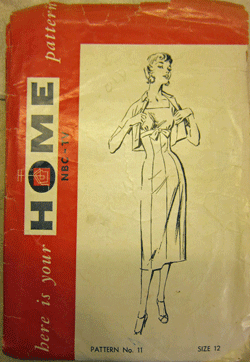 here is your HOME pattern
NBC - TV
PATTERN No. 11
SIZE 12